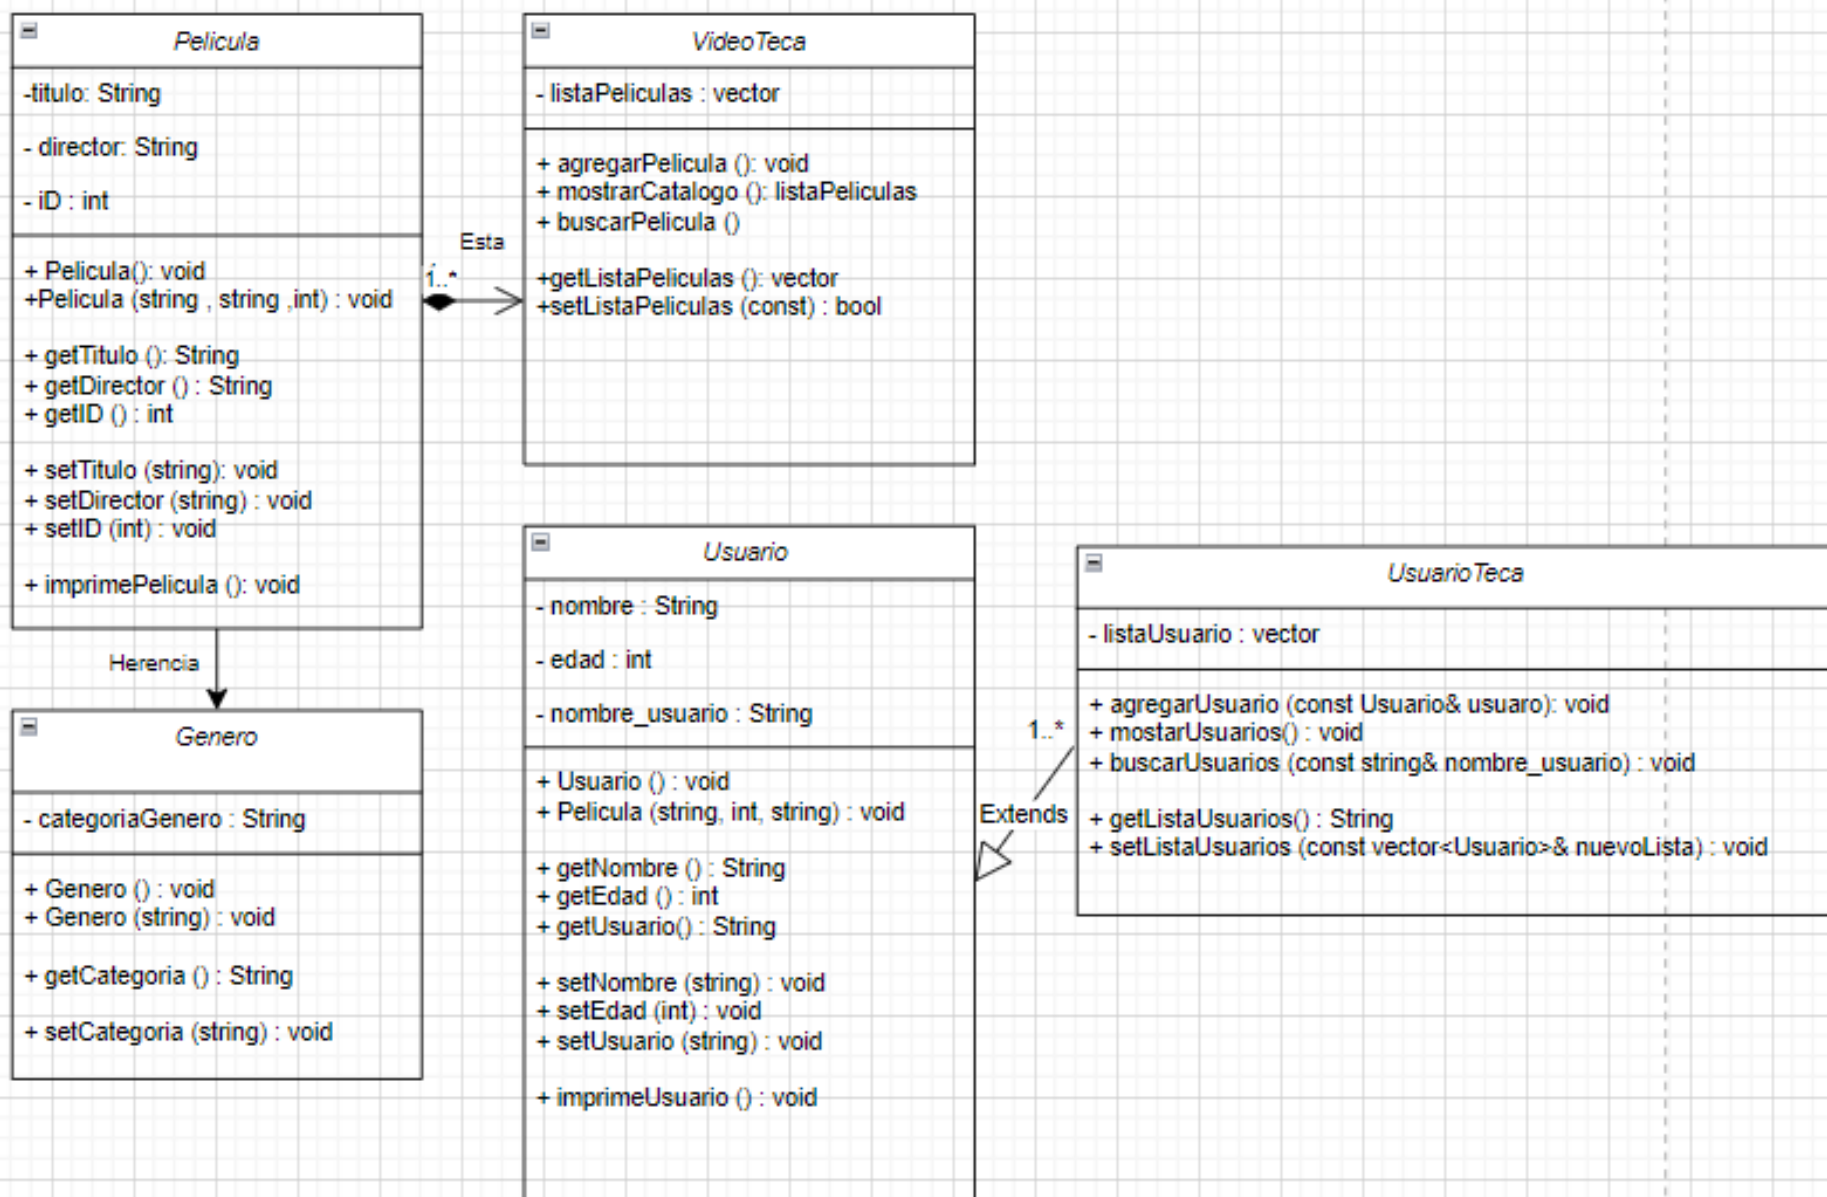 Pelicula
-titulo: String
- director: String
- iD : int
+ Pelicula(): void
+Pelicula (string , string ,int) : void
+ getTitulo (): String
+ getDirector () : String
+ getID () : int
+ setTitulo (string): void
+ setDirector (string) : void
+ setID (int) : void
+ imprimePelicula (): void
Esta
1..*
VideoTeca
- listaPeliculas : vector
+ agregarPelicula (): void
+ mostrarCatalogo (): listaPeliculas
+ buscarPelicula ()
+getListaPeliculas (): vector
+setListaPeliculas (const) : bool
Herencia
Genero
- categoriaGenero : String
+ Genero () : void
+ Genero (string) : void
+ getCategoria () : String
+ setCategoria (string) : void
Usuario
- nombre : String
- edad : int
- nombre_usuario : String
+ Usuario () : void
+ Pelicula (string, int, string) : void
+ getNombre () : String
+ getEdad () : int
+ getUsuario() : String
+ setNombre (string) : void
+ setEdad (int) : void
+ setUsuario (string) : void
+ imprimeUsuario () : void
1..*
Extends
UsuarioTeca
- listaUsuario : vector
+ agregarUsuario (const Usuario& usuaro): void
+ mostarUsuarios() : void
+ buscarUsuarios (const string& nombre_usuario) : void
+ getListaUsuarios() : String
+ setListaUsuarios (const vector<Usuario>& nuevoLista) : void